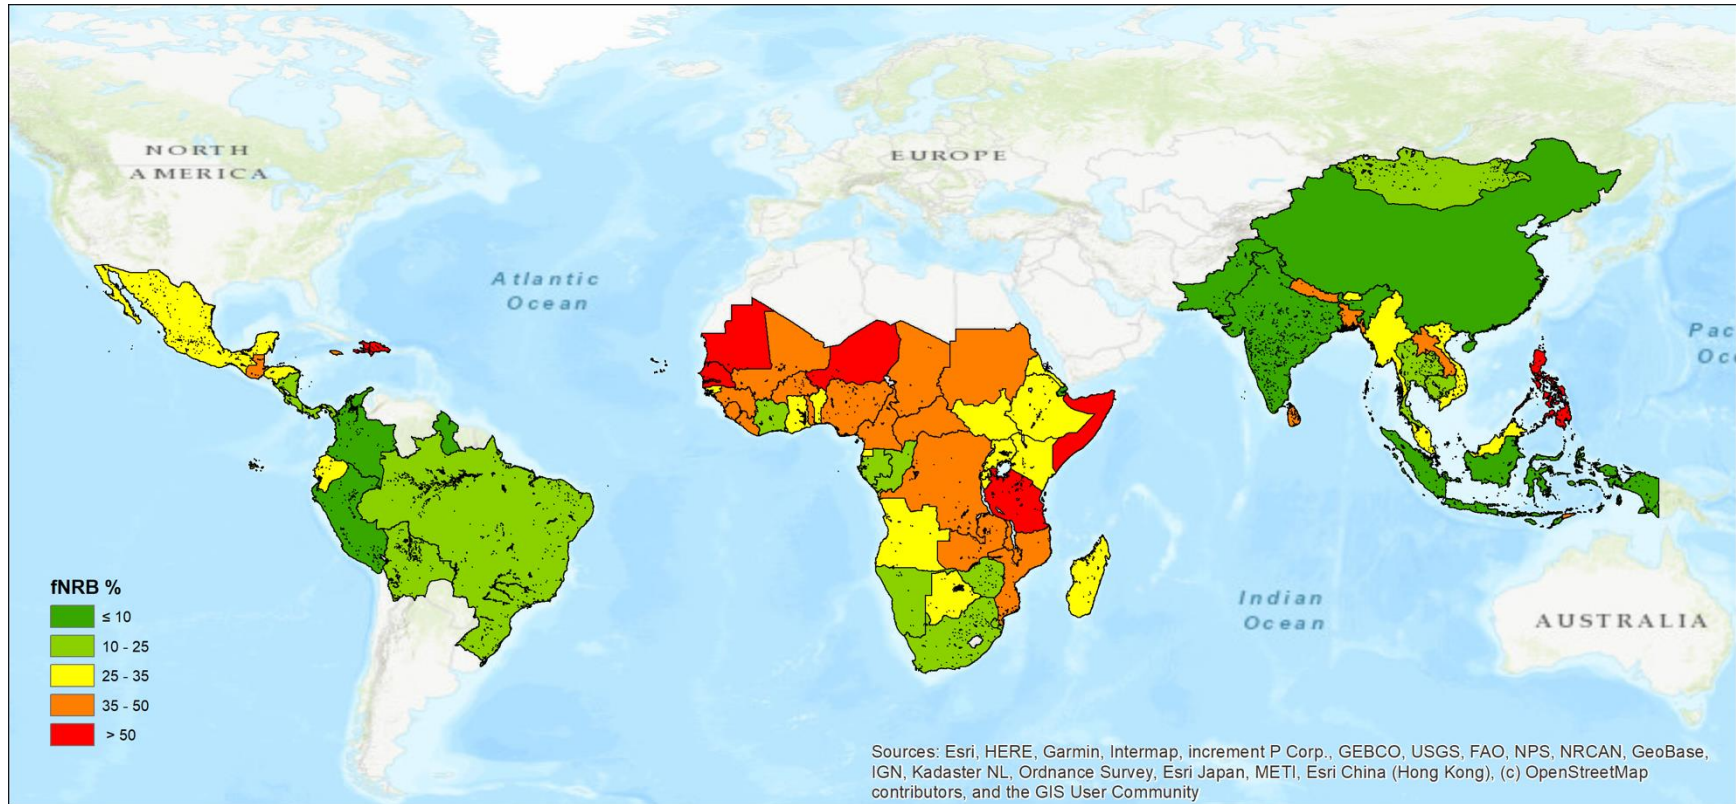 NORTH
AMERICA
EUROPE
Atlantic
Ocean
Pac
Oc
Indian
Ocean
AUSTRALIA
fNRB %
≤ 10
10 - 25
25 - 35
35 - 50
> 50
Sources: Esri, HERE, Garmin, Intermap, increment P Corp., GEBCO, USGS, FAO, NPS, NRCAN, GeoBase,
IGN, Kadaster NL, Ordnance Survey, Esri Japan, METI, Esri China (Hong Kong), (c) OpenStreetMap
contributors, and the GIS User Community